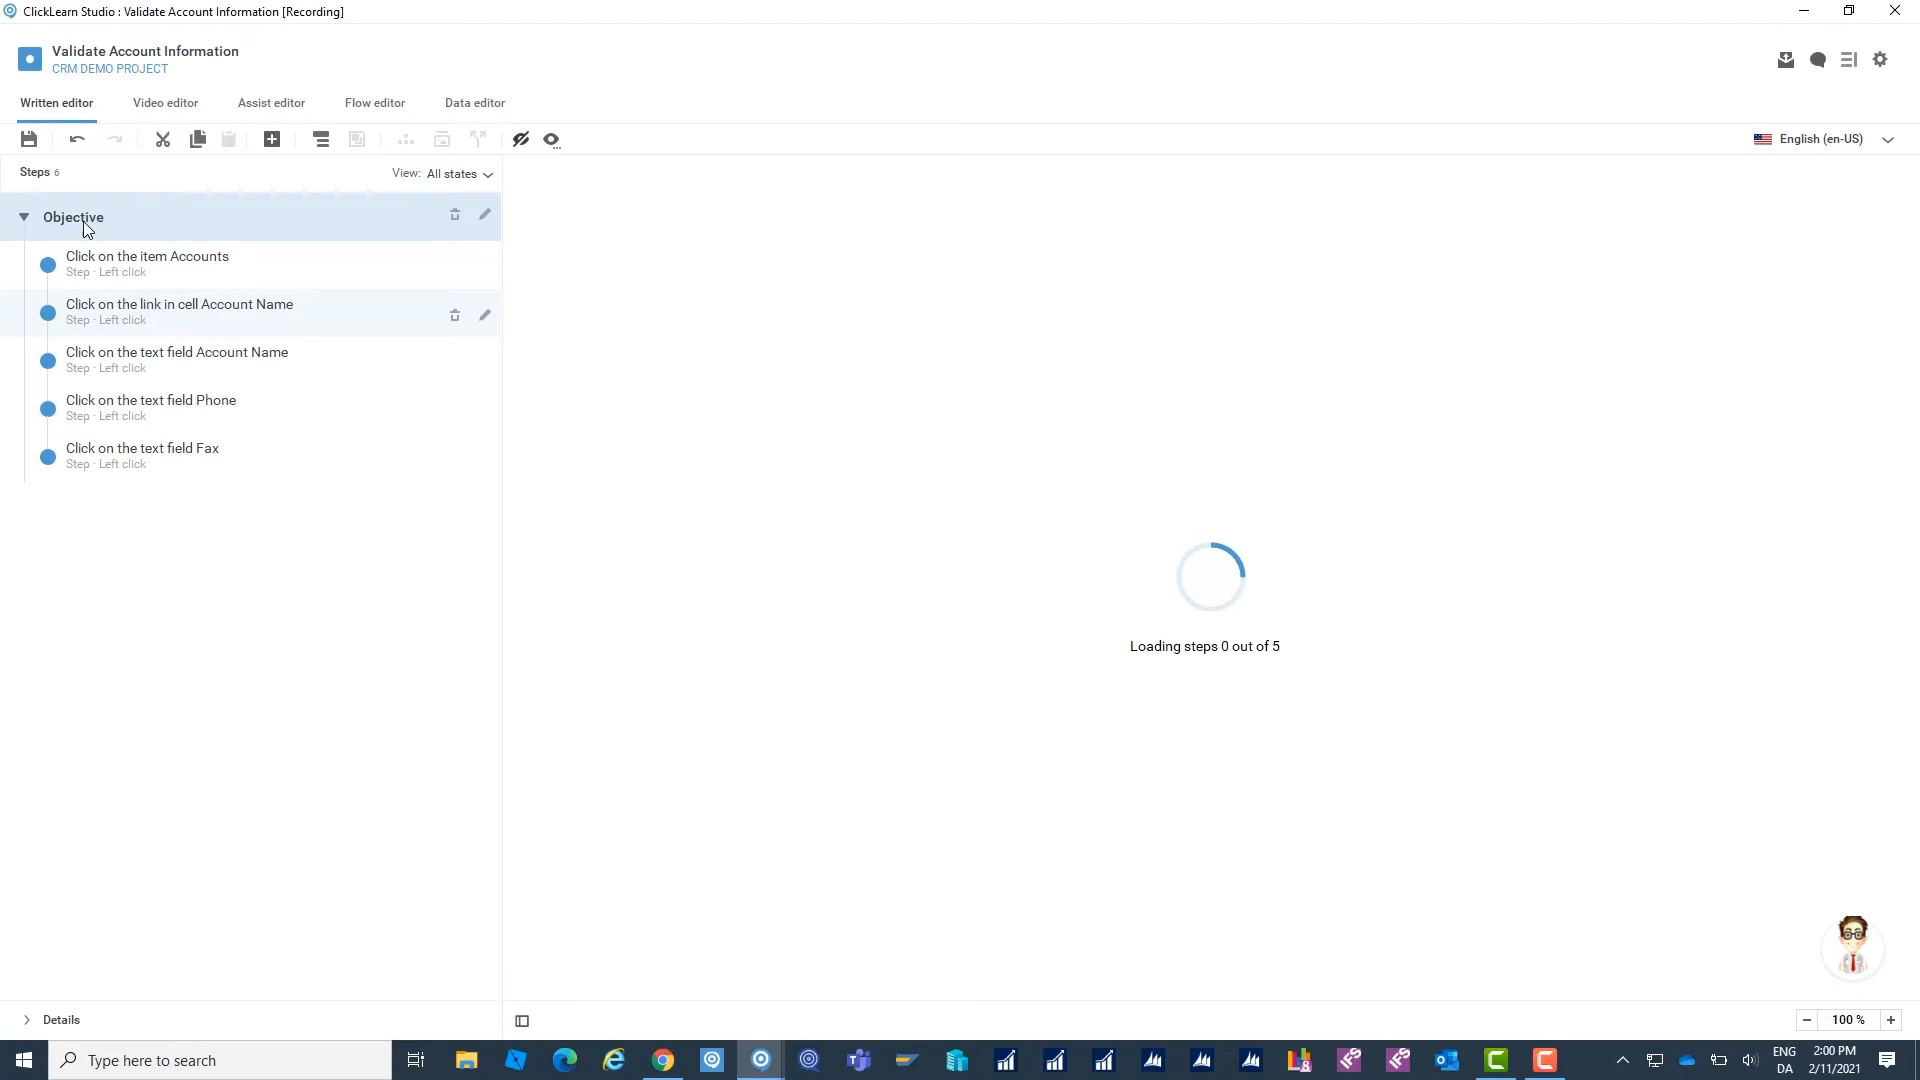 ClickLearn Studio : Validate Account Information [Recording]
Validate Account Information
CRM DEMO PROJECT
Written editor
Video editor
Assist editor
Flow editor
Data editor
English (en-US)
Steps 6
View: All states
Objective
Click on the item Accounts
Step · Left click
Click on the link in cell Account Name
Step · Left click
Click on the text field Account Name
Step · Left click
Click on the text field Phone
Step · Left click
Click on the text field Fax
Step · Left click
Loading steps 0 out of 5
Details
100 %
Type here to search
ENG
DA
2:00 PM
2/11/2021